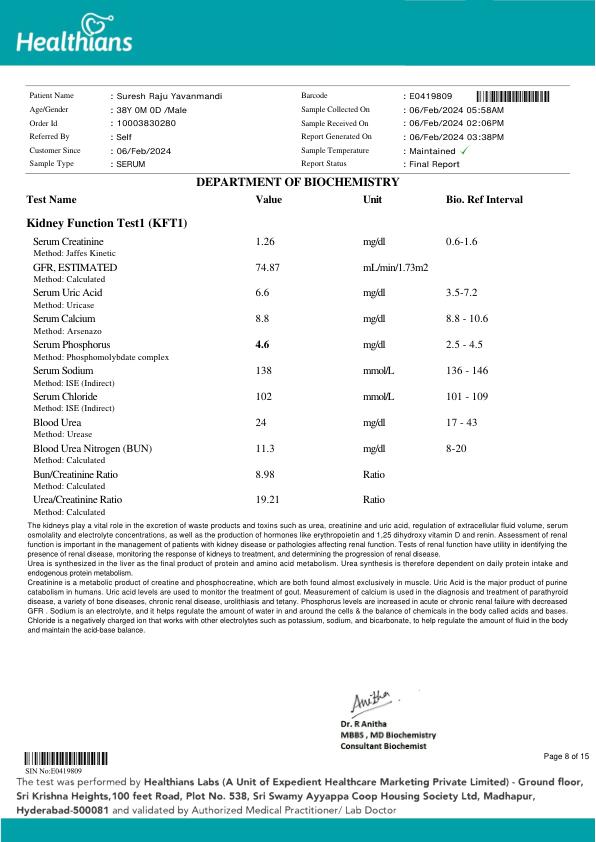 Healthians
Patient Name : Suresh Raju Yavanmandi Barcode : E0419809
Age/Gender : 38Y 0M 0D /Male Sample Collected On : 06/Feb/2024 05:58AM
Order Id : 10003830280 Sample Received On : 06/Feb/2024 02:06PM
Referred By : Self Report Generated On : 06/Feb/2024 03:38PM
Customer Since : 06/Feb/2024 Sample Temperature : Maintained ✓
Sample Type : SERUM Report Status : Final Report
DEPARTMENT OF BIOCHEMISTRY
Test Name Value Unit Bio. Ref Interval
Kidney Function Test1 (KFT1)
Serum Creatinine 1.26 mg/dl 0.6-1.6
Method: Jaffes Kinetic
GFR, ESTIMATED 74.87 mL/min/1.73m2
Method: Calculated
Serum Uric Acid 6.6 mg/dl 3.5-7.2
Method: Uricase
Serum Calcium 8.8 mg/dl 8.8 - 10.6
Method: Arsenazo
Serum Phosphorus 4.6 mg/dl 2.5 - 4.5
Method: Phosphomolybdate complex
Serum Sodium 138 mmol/L 136 - 146
Method: ISE (Indirect)
Serum Chloride 102 mmol/L 101 - 109
Method: ISE (Indirect)
Blood Urea 24 mg/dl 17 - 43
Method: Urease
Blood Urea Nitrogen (BUN) 11.3 mg/dl 8-20
Method: Calculated
Bun/Creatinine Ratio 8.98 Ratio
Method: Calculated
Urea/Creatinine Ratio 19.21 Ratio
Method: Calculated
The kidneys play a vital role in the excretion of waste products and toxins such as urea, creatinine and uric acid, regulation of extracellular fluid volume, serum
osmolality and electrolyte concentrations, as well as the production of hormones like erythropoietin and 1,25 dihydroxy vitamin D and renin. Assessment of renal
function is important in the management of patients with kidney disease or pathologies affecting renal function. Tests of renal function have utility in identifying the
presence of renal disease, monitoring the response of kidneys to treatment, and determining the progression of renal disease.
Urea is synthesized in the liver as the final product of protein and amino acid metabolism. Urea synthesis is therefore dependent on daily protein intake and
endogenous protein metabolism.
Creatinine is a metabolic product of creatine and phosphocreatine, which are both found almost exclusively in muscle. Uric Acid is the major product of purine
catabolism in humans. Uric acid levels are used to monitor the treatment of gout. Measurement of calcium is used in the diagnosis and treatment of parathyroid
disease, a variety of bone diseases, chronic renal disease, urolithiasis and tetany. Phosphorus levels are increased in acute or chronic renal failure with decreased
GFR . Sodium is an electrolyte, and it helps regulate the amount of water in and around the cells & the balance of chemicals in the body called acids and bases.
Chloride is a negatively charged ion that works with other electrolytes such as potassium, sodium, and bicarbonate, to help regulate the amount of fluid in the body
and maintain the acid-base balance.
Anitha
Dr. R Anitha
MBBS , MD Biochemistry
Consultant Biochemist
Page 8 of 15
SIN No:E0419809
The test was performed by Healthians Labs (A Unit of Expedient Healthcare Marketing Private Limited) - Ground floor,
Sri Krishna Heights,100 feet Road, Plot No. 538, Sri Swamy Ayyappa Coop Housing Society Ltd, Madhapur,
Hyderabad-500081 and validated by Authorized Medical Practitioner/ Lab Doctor